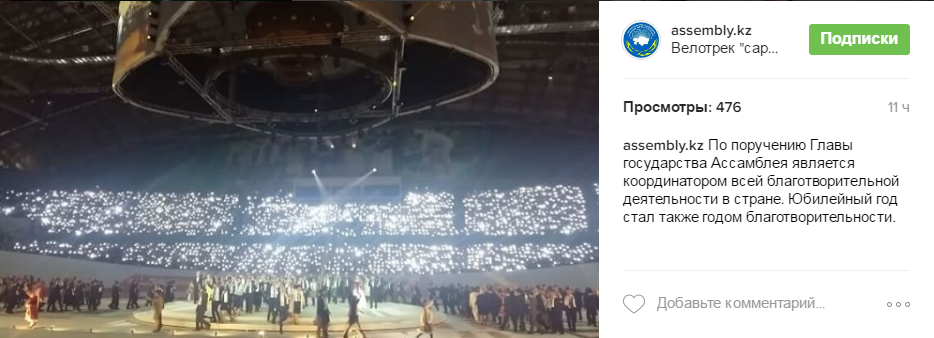 assembly.kz
Велотрек "сар...
Подписки
Просмотры: 476
11 ч
assembly.kz По поручению Главы
государства Ассамблея является
координатором всей благотворительной
деятельности в стране. Юбилейный год
стал также годом благотворительности.
Добавьте комментарий...